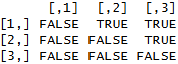 [,1] [,2] [,3]
[1,] FALSE TRUE TRUE
[2,] FALSE FALSE TRUE
[3,] FALSE FALSE FALSE